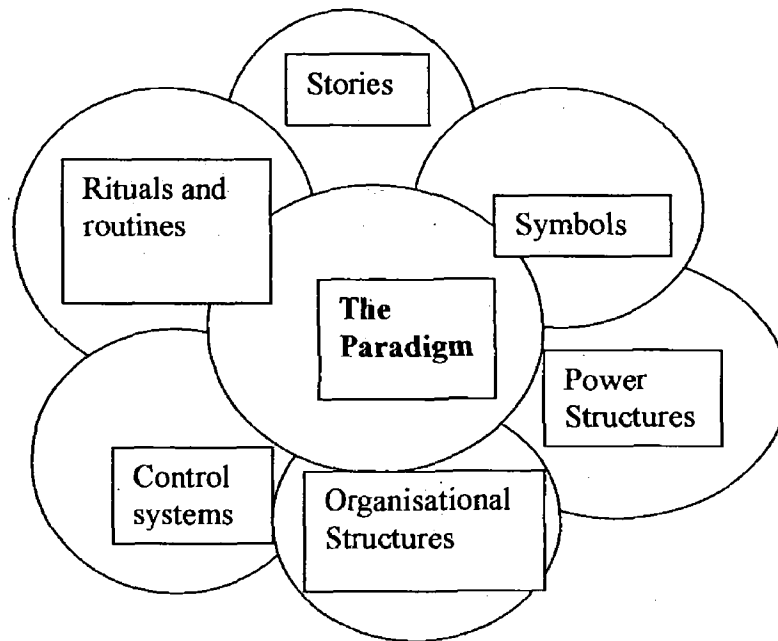 Stories
Rituals and
routines
Symbols
The
Paradigm
Power
Structures
Control
systems
Organisational
Structures